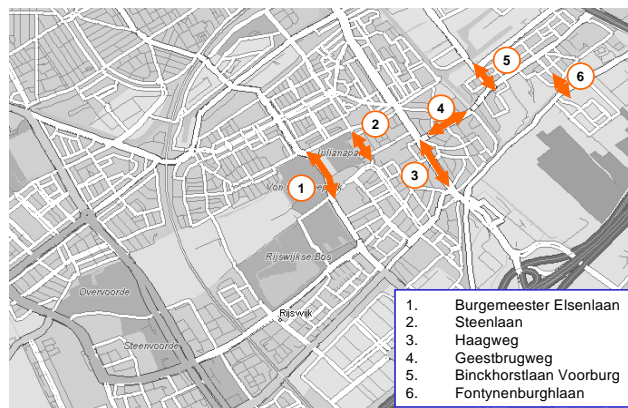 5
6
4
2
Julianapark
3
1
Rijswijkse Bos
Overvoorde
Rijswijk
Steenvoorde
1. Burgemeester Elsenlaan
2. Steenlaan
3. Haagweg
4. Geestbrugweg
5. Binckhorstlaan Voorburg
6. Fontynenburghlaan